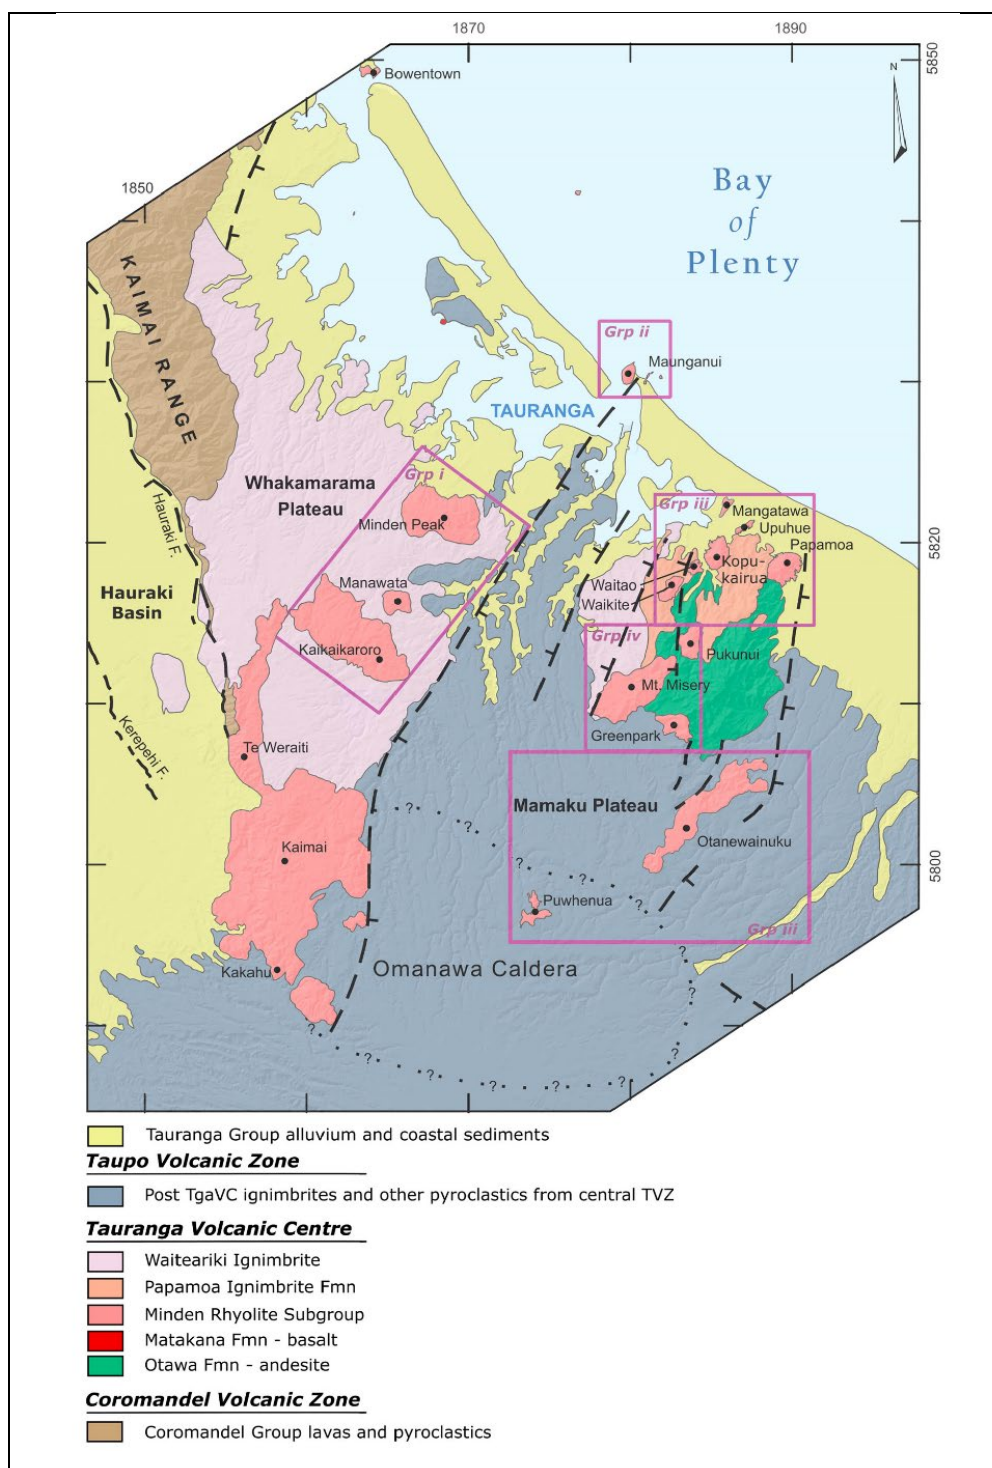 1870
1890
5850
Bowentown
N
1850
Bay
of
Plenty
KAIMAI RANGE
Grp ii
Maunganui
TAURANGA
Whakamarama
Plateau
Grp i
Minden Peak
Grp iii
Mangatawa
Upuhue
Papamoa
5820
Hauraki F.
Kopu-
kairua
Waitao
Waikite
Manawata
Hauraki
Basin
Grp iv
Kaikaikaroro
Pukunui
Mt. Misery
Greenpark
Kerepehi F.
Te Weraiti
? ? ? ? ? ? ? ? ? ? ? ? ?
Mamaku Plateau
Otanewainuku
Kaimai
5800
Puwhenua
Grp iii
Kakahu
Omanawa Caldera
Tauranga Group alluvium and coastal sediments
Taupo Volcanic Zone
Post TgaVC ignimbrites and other pyroclastics from central TVZ
Tauranga Volcanic Centre
Waiteariki Ignimbrite
Papamoa Ignimbrite Fmn
Minden Rhyolite Subgroup
Matakana Fmn - basalt
Otawa Fmn - andesite
Coromandel Volcanic Zone
Coromandel Group lavas and pyroclastics